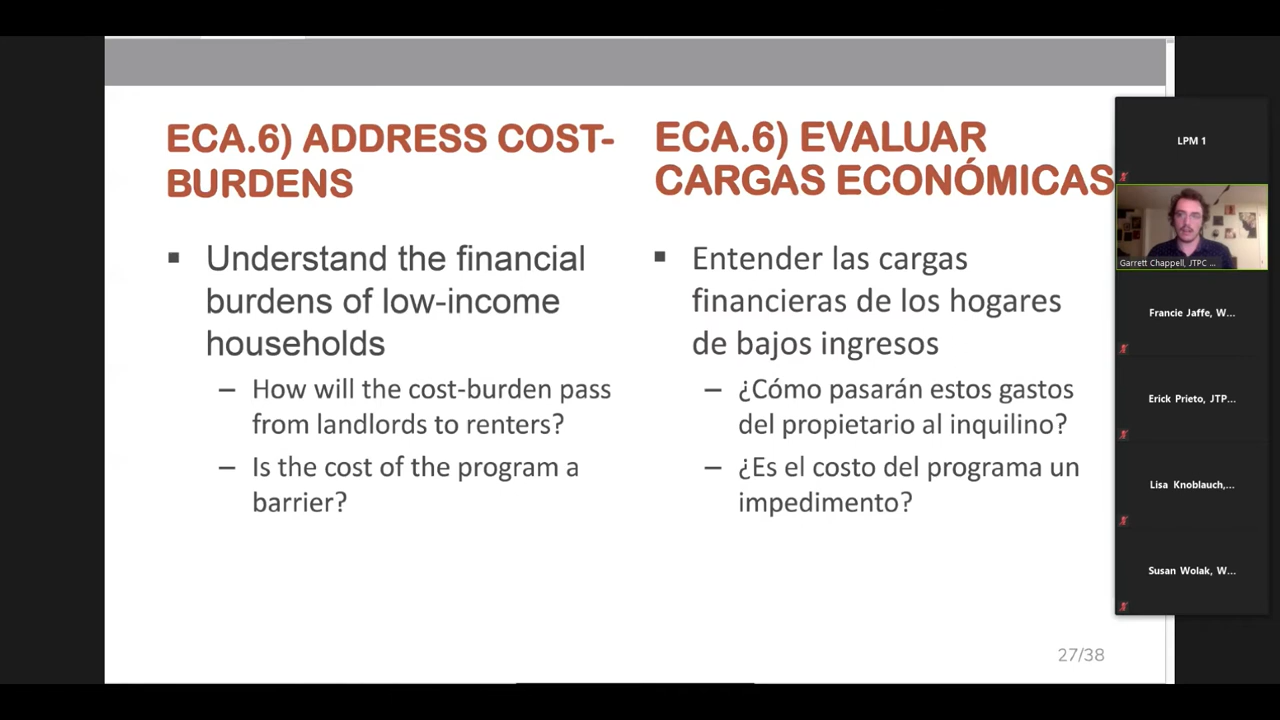 ECA.6) ADDRESS COST-
BURDENS
▪ Understand the financial
burdens of low-income
households
– How will the cost-burden pass
from landlords to renters?
– Is the cost of the program a
barrier?
ECA.6) EVALUAR
CARGAS ECONÓMICAS
▪ Entender las cargas
financieras de los hogares
de bajos ingresos
– ¿Cómo pasarán estos gastos
del propietario al inquilino?
– ¿Es el costo del programa un
impedimento?
27/38
LPM 1
Garrett Chappell, JTPC ...
Francie Jaffe, W...
Erick Prieto, JTP...
Lisa Knoblauch,...
Susan Wolak, W...